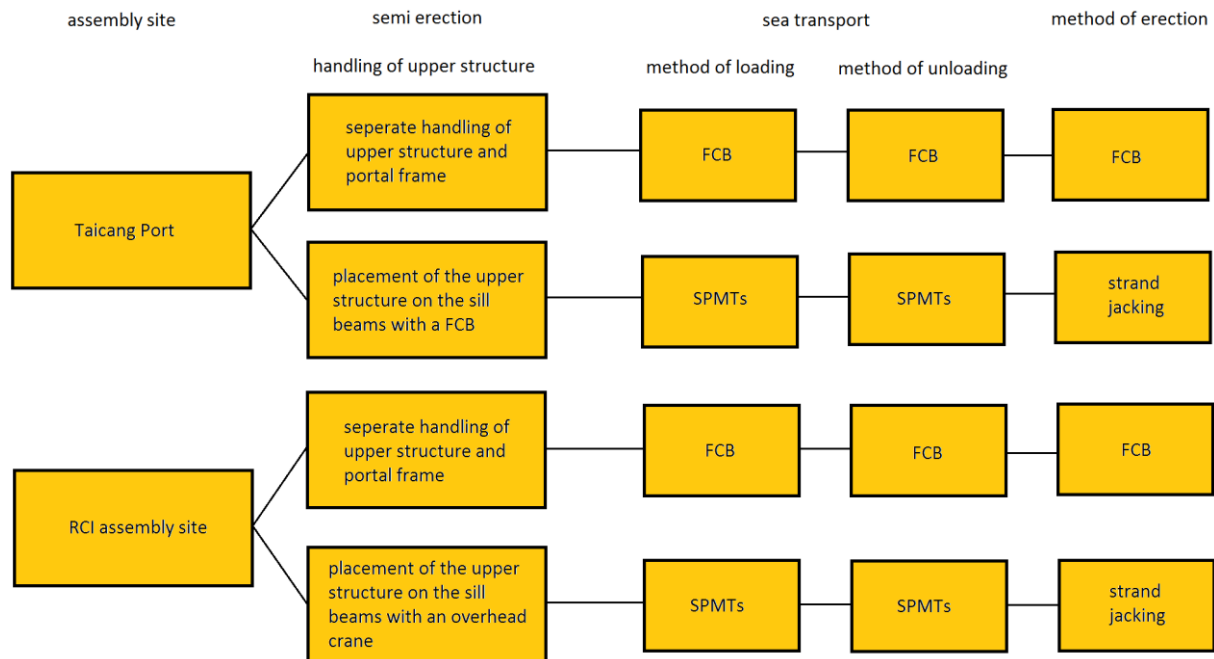 assembly site
semi erection
sea transport
method of erection
handling of upper structure
method of loading
method of unloading
Taicang Port
seperate handling of
upper structure and
portal frame
FCB
FCB
FCB
placement of the upper
structure on the sill
beams with a FCB
SPMTs
SPMTs
strand
jacking
RCI assembly site
seperate handling of
upper structure and
portal frame
FCB
FCB
FCB
placement of the upper
structure on the sill
beams with an overhead
crane
SPMTs
SPMTs
strand
jacking